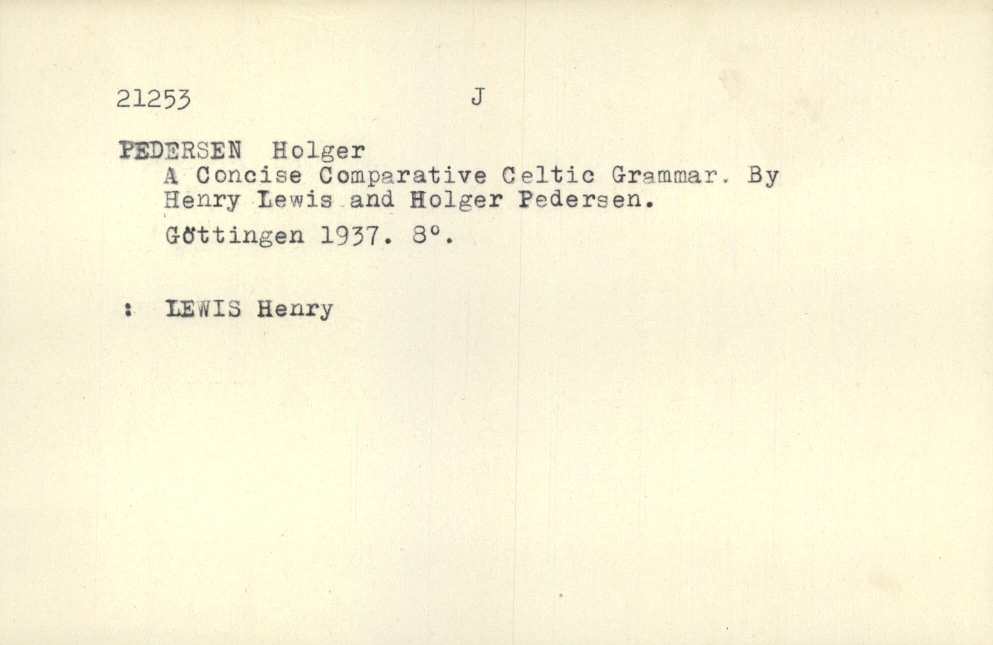 21253 J
PEDERSEN Holger
A Concise Comparative Celtic Grammar. By
Henry Lewis and Holger Pedersen.
Göttingen 1937. 8°.
: LEWIS Henry